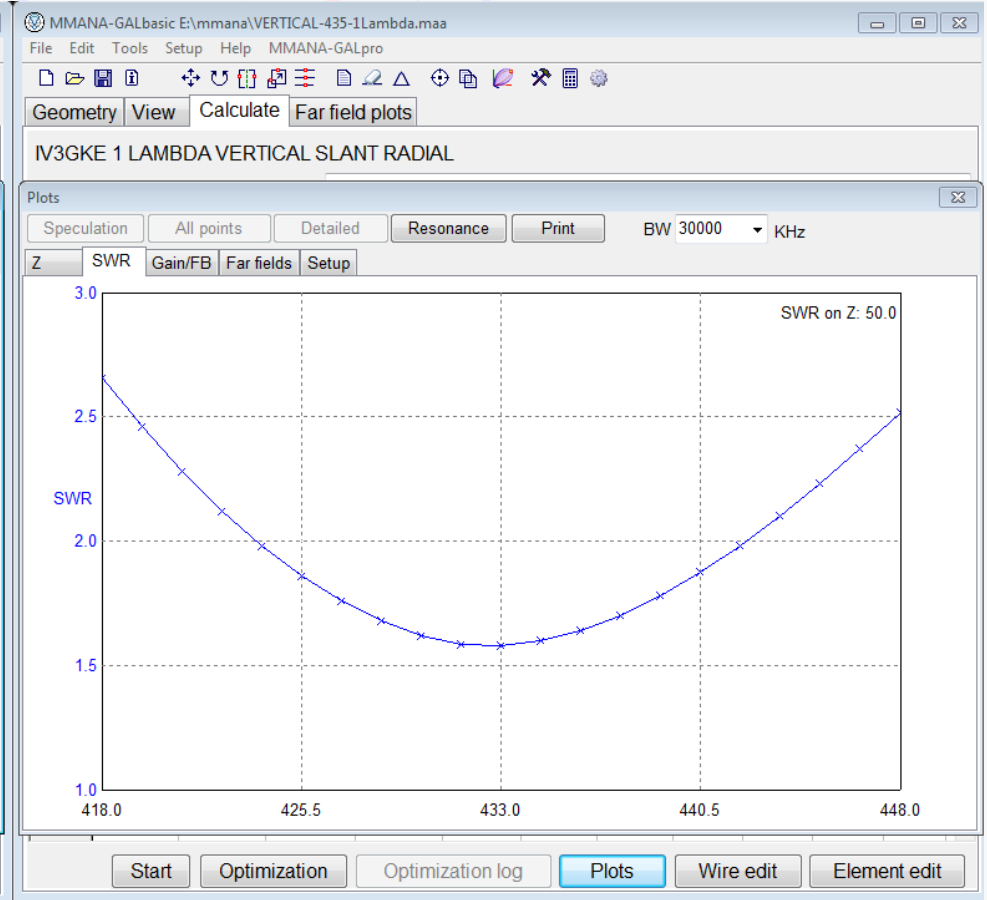 MMANA-GALbasic E:\mmana\VERTICAL-435-1Lambda.maa
File Edit Tools Setup Help MMANA-GALpro
Geometry View Calculate Far field plots
IV3GKE 1 LAMBDA VERTICAL SLANT RADIAL
Plots
Speculation All points Detailed Resonance Print BW 30000 KHz
Z SWR Gain/FB Far fields Setup
3.0
SWR on Z: 50.0
2.5
SWR
2.0
1.5
1.0
418.0 425.5 433.0 440.5 448.0
Start Optimization Optimization log Plots Wire edit Element edit